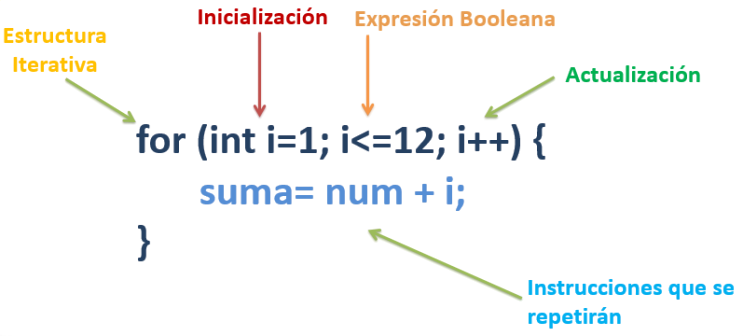 Inicialización
Expresión Booleana
Estructura
Iterativa
Actualización
for (int i=1; i<=12; i++) {
suma= num + i;
}
Instrucciones que se
repetirán